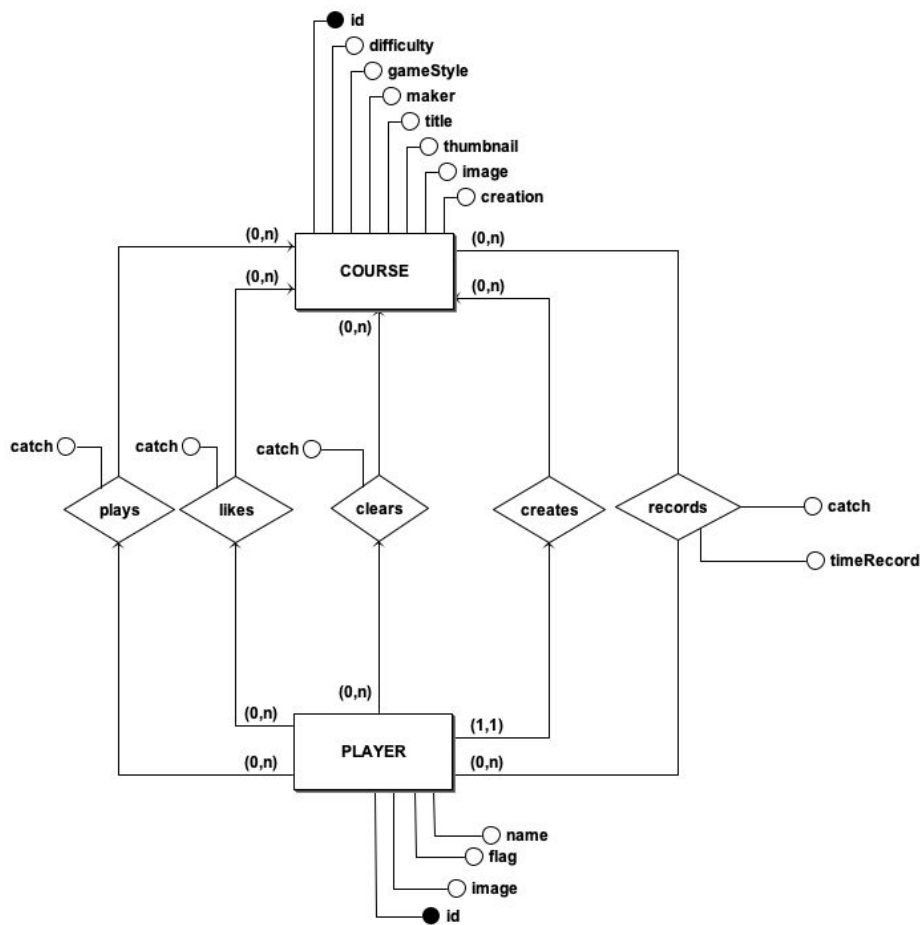 id
difficulty
gameStyle
maker
title
thumbnail
image
creation
(0,n)
(0,n)
COURSE
(0,n)
(0,n)
(0,n)
catch
catch
catch
plays
likes
clears
creates
records
catch
timeRecord
(0,n)
(0,n)
(1,1)
PLAYER
(0,n)
(0,n)
name
flag
image
id